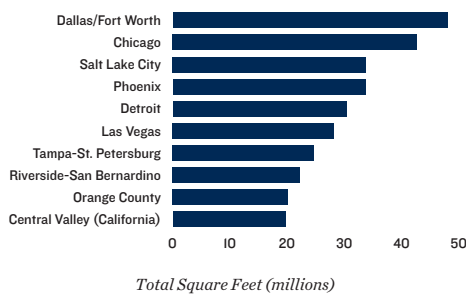 Dallas/Fort Worth
Chicago
Salt Lake City
Phoenix
Detroit
Las Vegas
Tampa-St. Petersburg
Riverside-San Bernardino
Orange County
Central Valley (California)
0 10 20 30 40 50
Total Square Feet (millions)